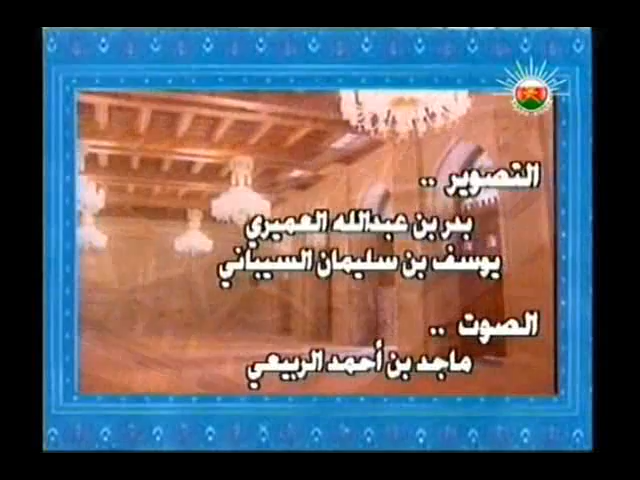 التصوير ..
بدر بن عبدالله العميري
يوسف بن سليمان السيباني
الصوت ..
ماجد بن أحمد الربيعي